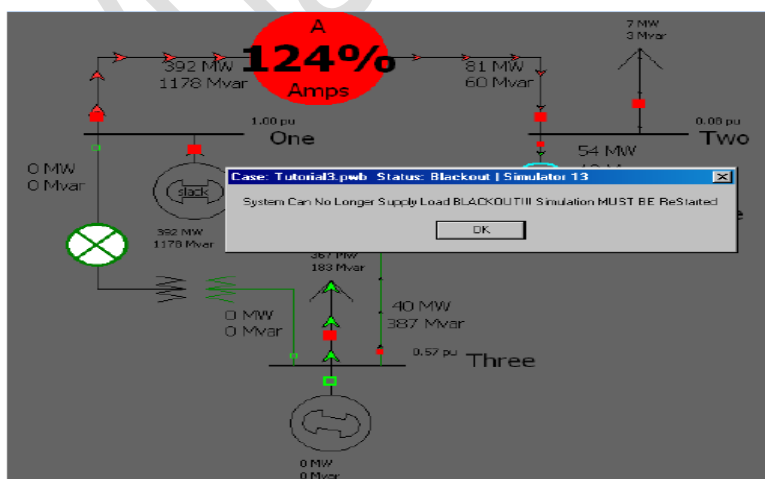 A
124%
Amps
392 MW
1178 Mvar
81 MW
60 Mvar
7 MW
3 Mvar
1.00 pu
One
0.08 pu
Two
54 MW
0 MW
0 Mvar
slack
392 MW
1178 Mvar
Case: Tutorial3.pwb Status: Blackout | Simulator 13
System Can No Longer Supply Load BLACKOUT!!! Simulation MUST BE ReStarted
OK
367 MW
183 Mvar
0 MW
0 Mvar
40 MW
387 Mvar
0.57 pu
Three
0 MW
0 Mvar